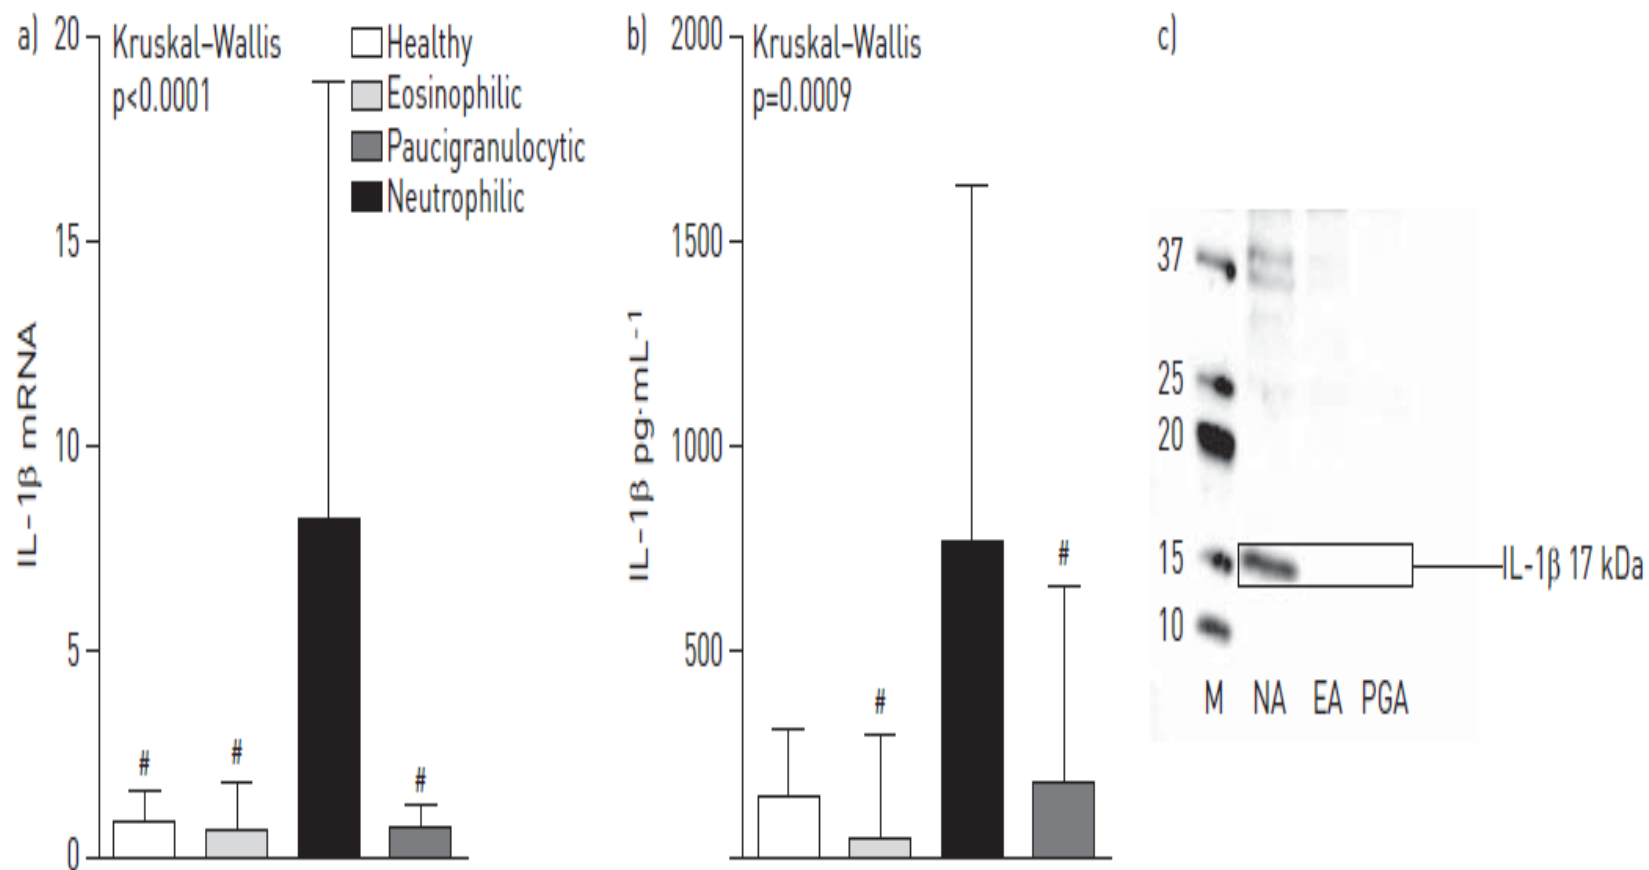 a)
20
15
10
5
0
IL-1β mRNA
Kruskal–Wallis
p<0.0001
Healthy
Eosinophilic
Paucigranulocytic
Neutrophilic
#
#
#
b)
2000
1500
1000
500
IL-1β pg·mL⁻¹
Kruskal–Wallis
p=0.0009
#
#
c)
37
25
20
15
10
IL-1β 17 kDa
M NA EA PGA